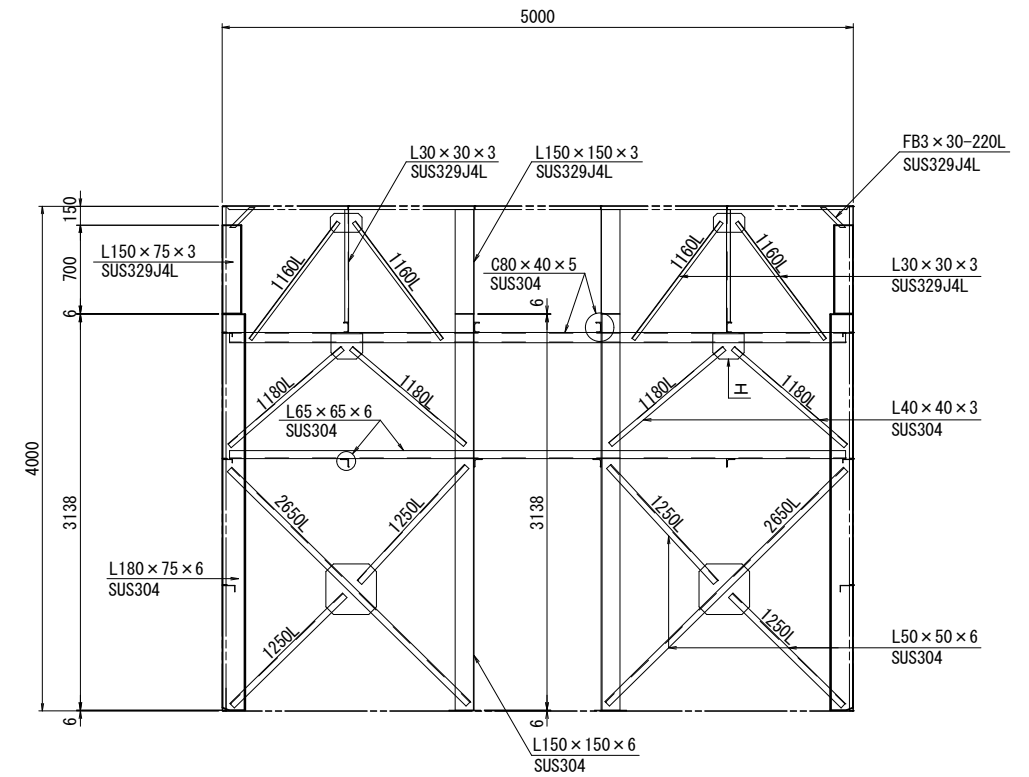 5000
L30×30×3
SUS329J4L
L150×150×3
SUS329J4L
FB3×30-220L
SUS329J4L
150
L150×75×3
SUS329J4L
700
1160L
1160L
C80×40×5
SUS304
6
1160L
1160L
L30×30×3
SUS329J4L
6
1180L
1180L
1180L
1180L
エ
L65×65×6
SUS304
L40×40×3
SUS304
4000
3138
2650L
1250L
3138
1250L
2650L
L180×75×6
SUS304
1250L
1250L
L50×50×6
SUS304
6
6
L150×150×6
SUS304